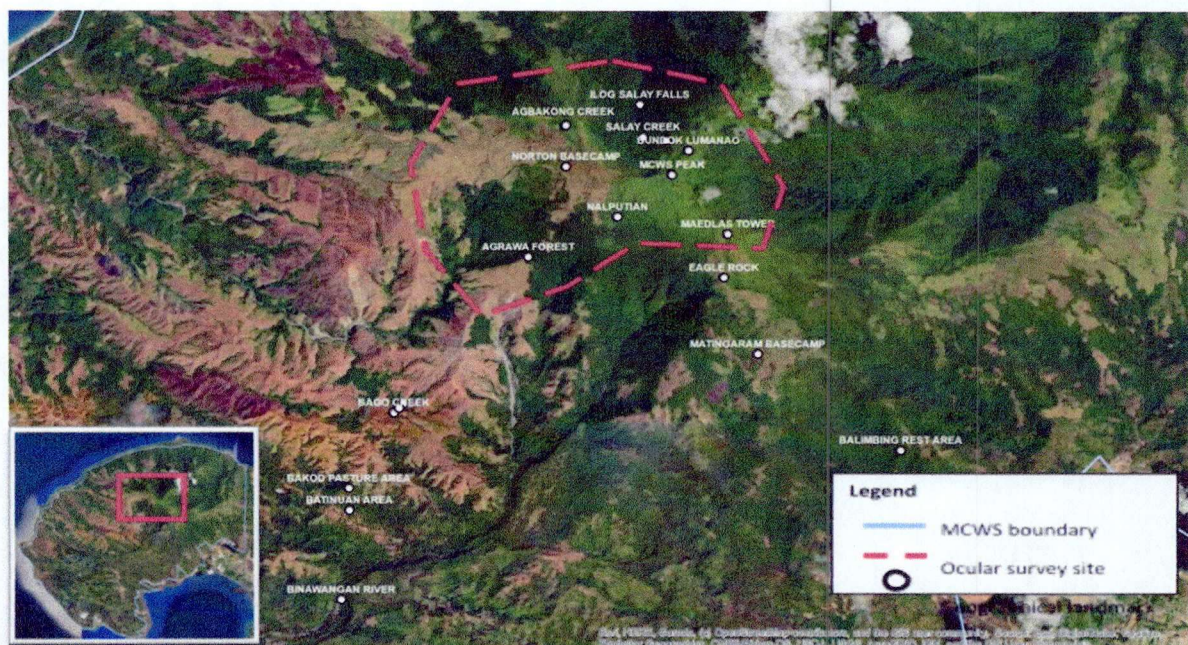 ILOG SALAY FALLS
AGBAKONG CREEK
SALAY CREEK
BUNDOK LUMANAO
NORTON BASECAMP
MCWS PEAK
NALPUTIAN
MAEDLAS TOWER
AGRAWA FOREST
EAGLE ROCK
MATINGARAM BASECAMP
BAGO CREEK
BALIMBING REST AREA
BAKOD PASTURE AREA
BATINUAN AREA
BINAWANGAN RIVER
Legend
MCWS boundary
Ocular survey site
landmark